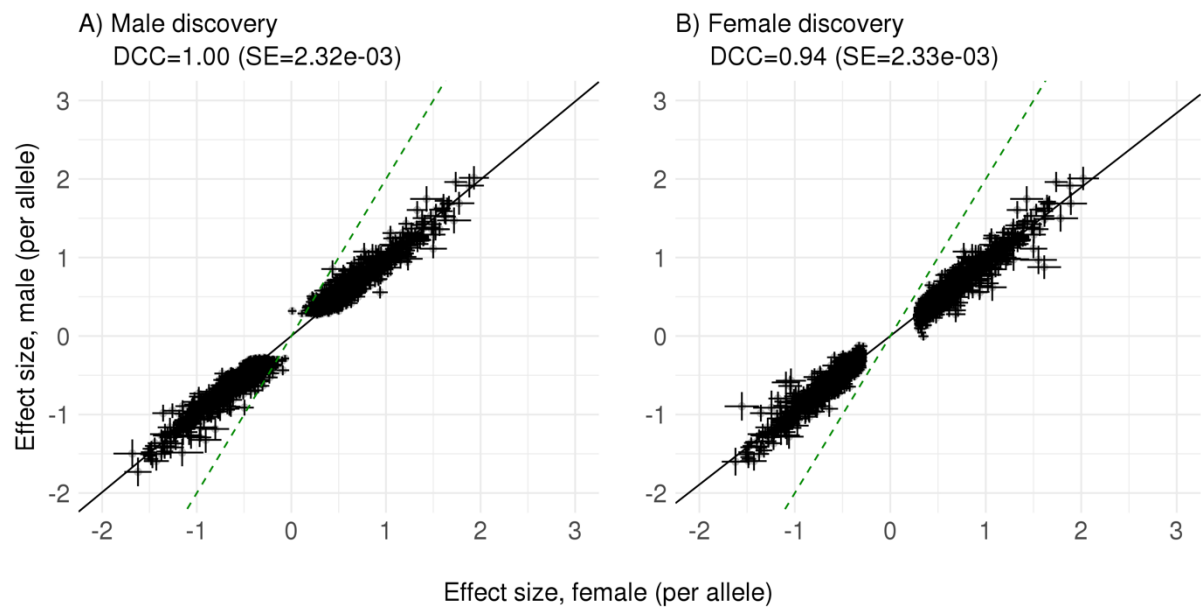 A) Male discovery
DCC=1.00 (SE=2.32e-03)
B) Female discovery
DCC=0.94 (SE=2.33e-03)
Effect size, male (per allele)
3
2
1
0
-1
-2
-2 -1 0 1 2 3
3
2
1
0
-1
-2
-2 -1 0 1 2 3
Effect size, female (per allele)